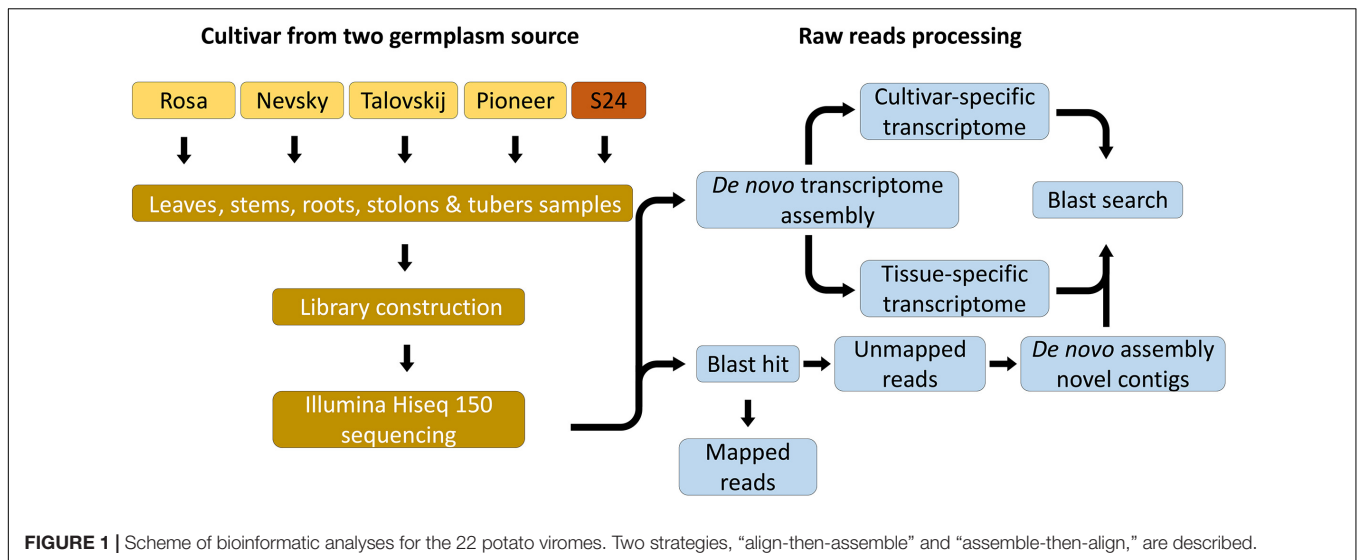 Cultivar from two germplasm source
Raw reads processing
Rosa
Nevsky
Talovskij
Pioneer
S24
Leaves, stems, roots, stolons & tubers samples
Library construction
Illumina Hiseq 150
sequencing
De novo transcriptome
assembly
Cultivar-specific
transcriptome
Tissue-specific
transcriptome
Blast search
Blast hit
Unmapped
reads
De novo assembly
novel contigs
Mapped
reads
FIGURE 1 | Scheme of bioinformatic analyses for the 22 potato viromes. Two strategies, “align-then-assemble” and “assemble-then-align,” are described.